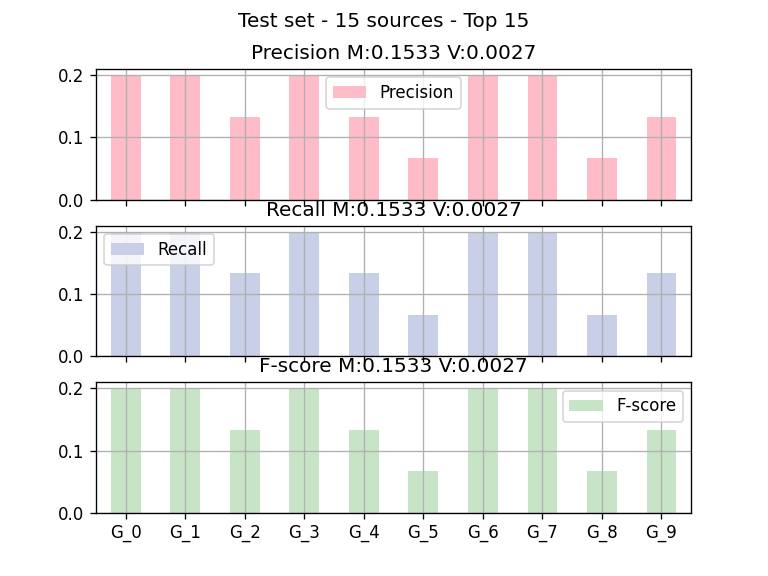 Test set - 15 sources - Top 15
Precision M:0.1533 V:0.0027
0.2
Precision
0.1
0.0
Recall M:0.1533 V:0.0027
0.2
Recall
0.1
0.0
F-score M:0.1533 V:0.0027
0.2
F-score
0.1
0.0
G_0 G_1 G_2 G_3 G_4 G_5 G_6 G_7 G_8 G_9